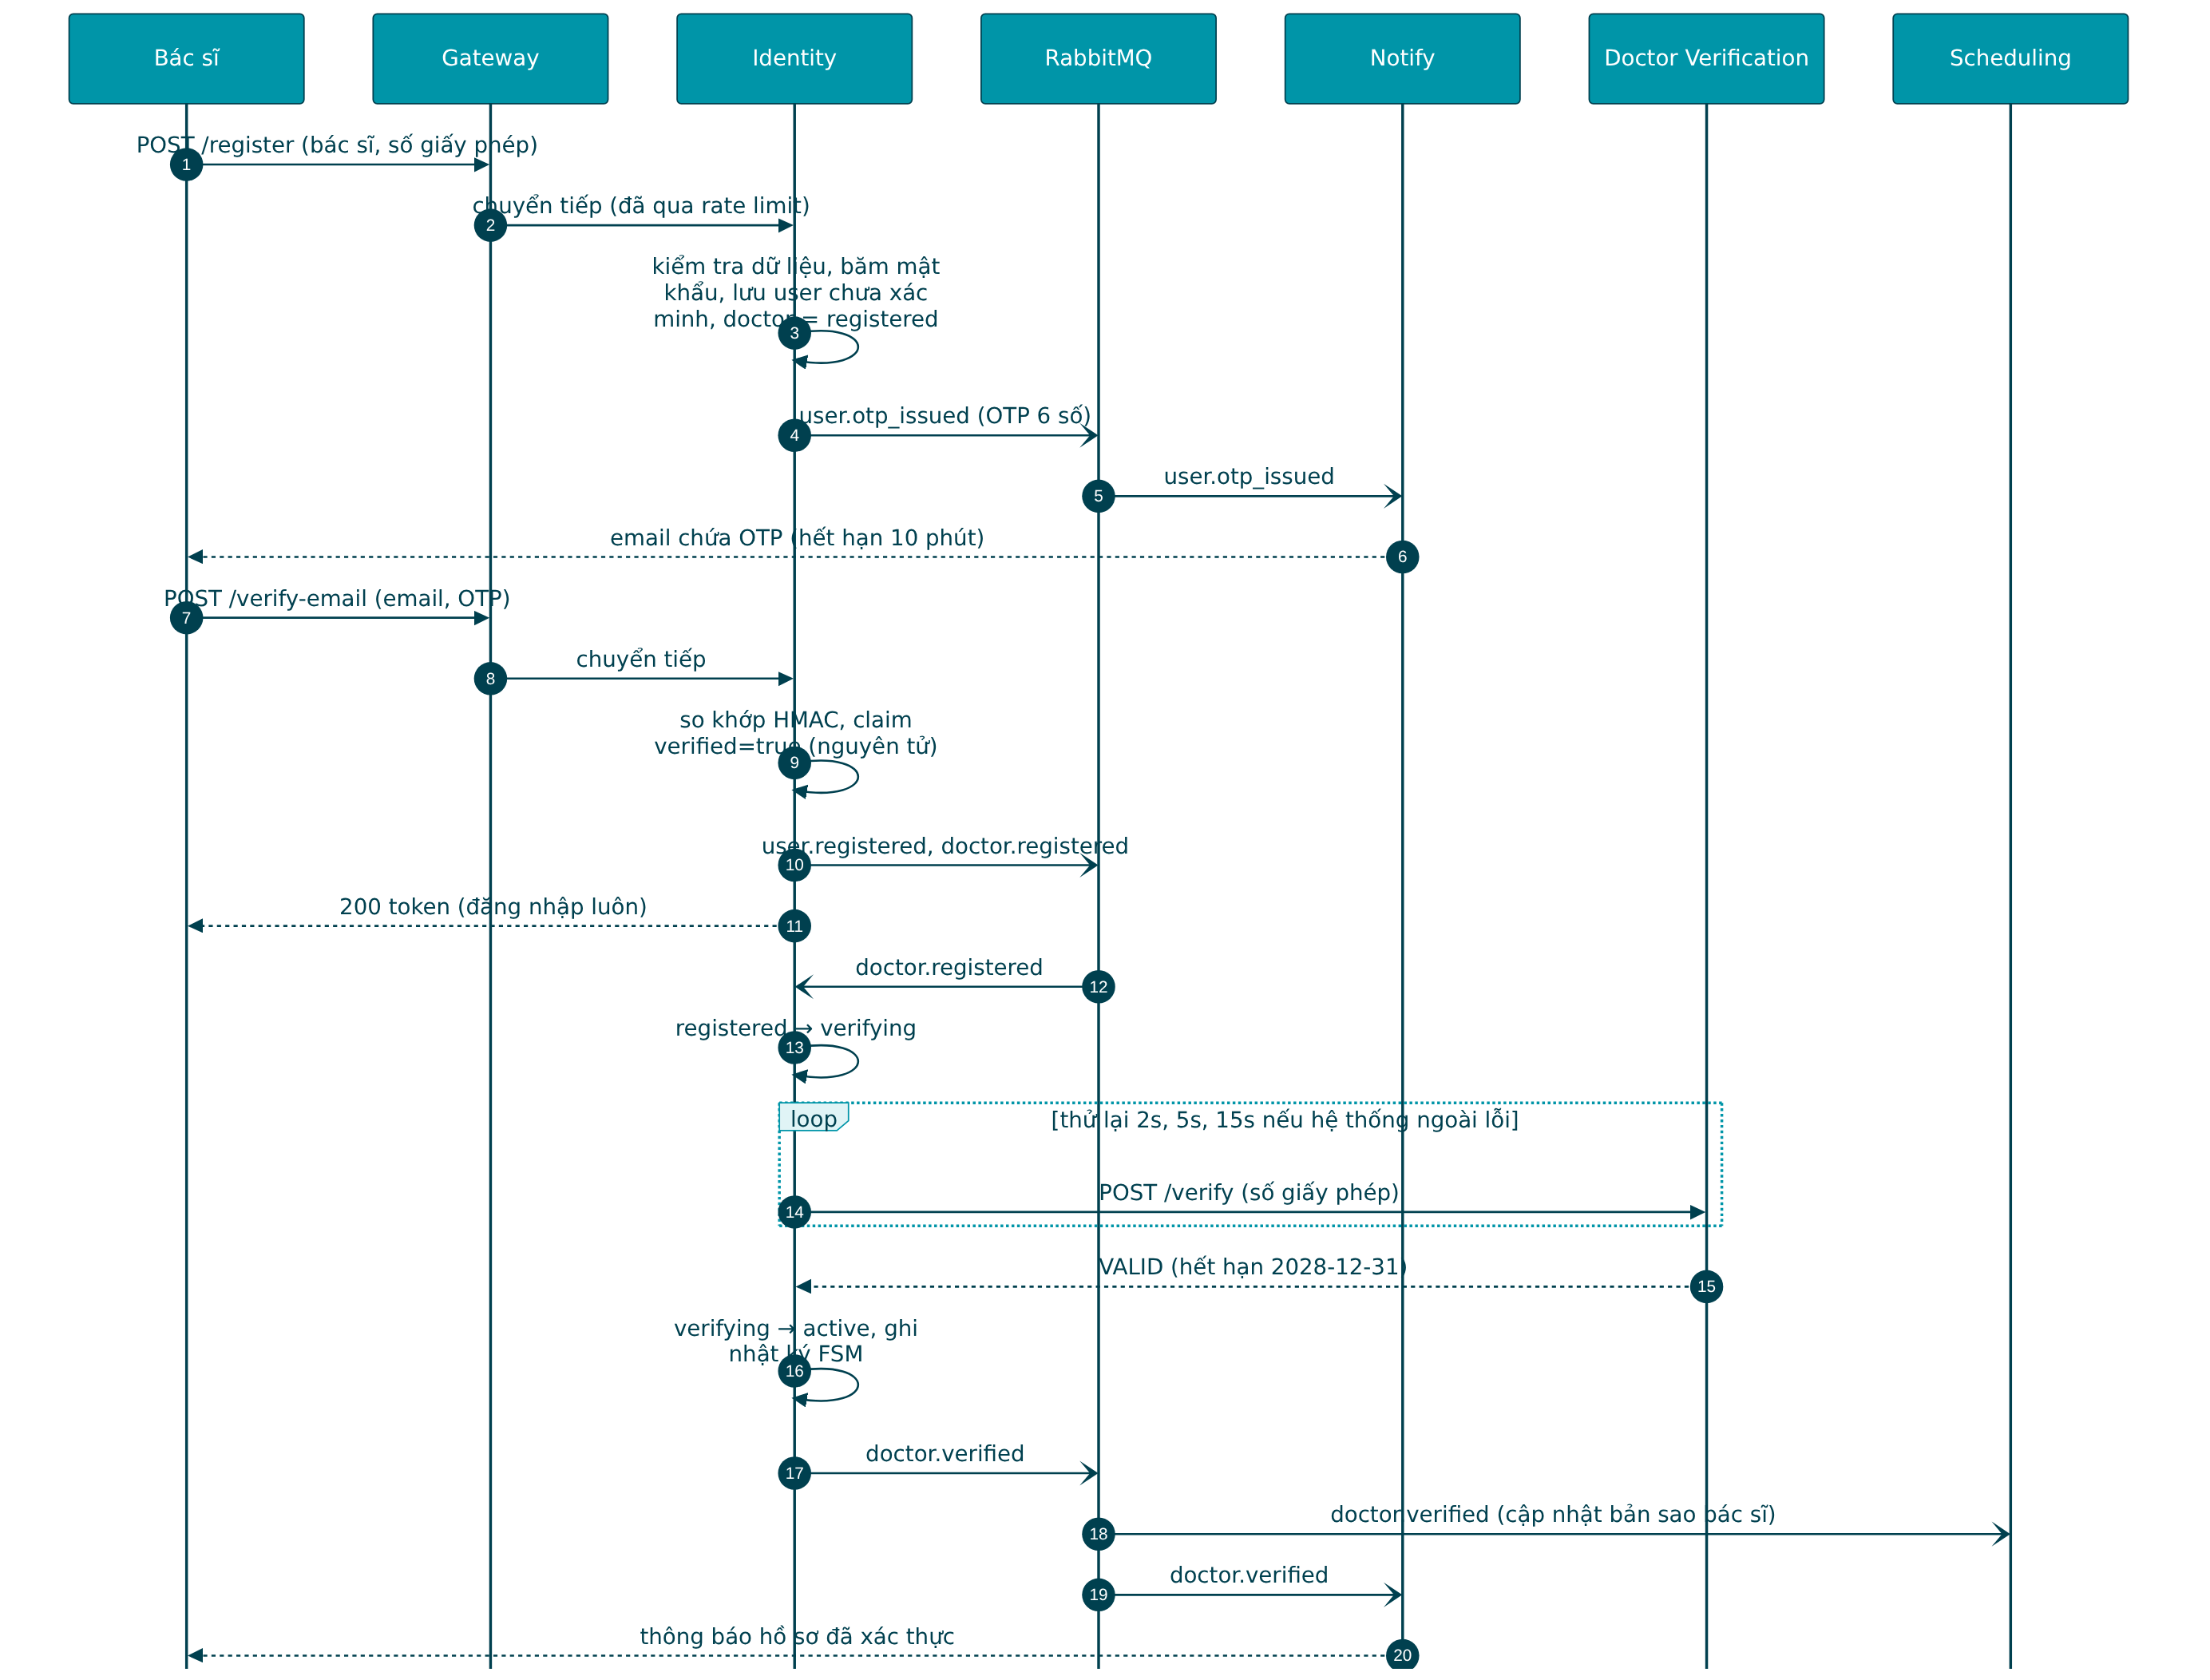 Bác sĩ
Gateway
Identity
RabbitMQ
Notify
Doctor Verification
Scheduling
POST /register (bác sĩ, số giấy phép)
1
chuyển tiếp (đã qua rate limit)
2
kiểm tra dữ liệu, băm mật
khẩu, lưu user chưa xác
minh, doctor = registered
3
user.otp_issued (OTP 6 số)
4
user.otp_issued
5
email chứa OTP (hết hạn 10 phút)
6
POST /verify-email (email, OTP)
7
chuyển tiếp
8
so khớp HMAC, claim
verified=true (nguyên tử)
9
user.registered, doctor.registered
10
200 token (đăng nhập luôn)
11
doctor.registered
12
registered → verifying
13
loop
[thử lại 2s, 5s, 15s nếu hệ thống ngoài lỗi]
POST /verify (số giấy phép)
14
VALID (hết hạn 2028-12-31)
15
verifying → active, ghi
nhật ký FSM
16
doctor.verified
17
doctor.verified (cập nhật bản sao bác sĩ)
18
doctor.verified
19
thông báo hồ sơ đã xác thực
20